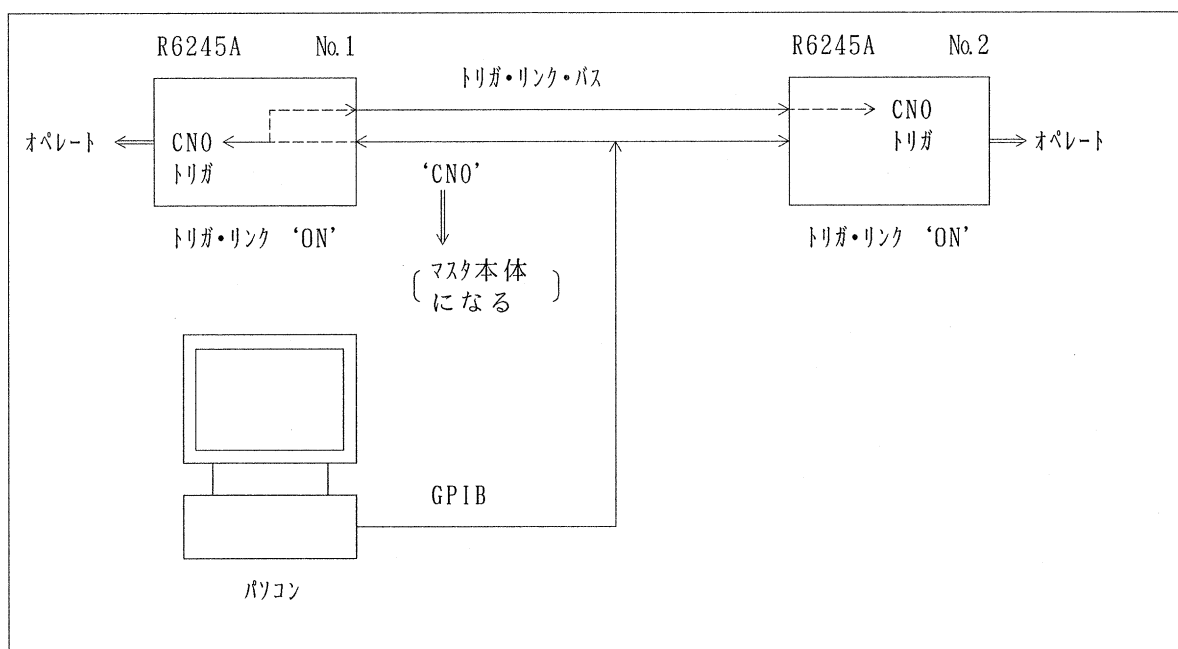 R6245A No.1
R6245A No.2
トリガ・リンク・バス
オペレート
CNO
トリガ
CNO
トリガ
オペレート
‘CNO’
トリガ・リンク ‘ON’
トリガ・リンク ‘ON’
マスタ本体
になる
GPIB
パソコン